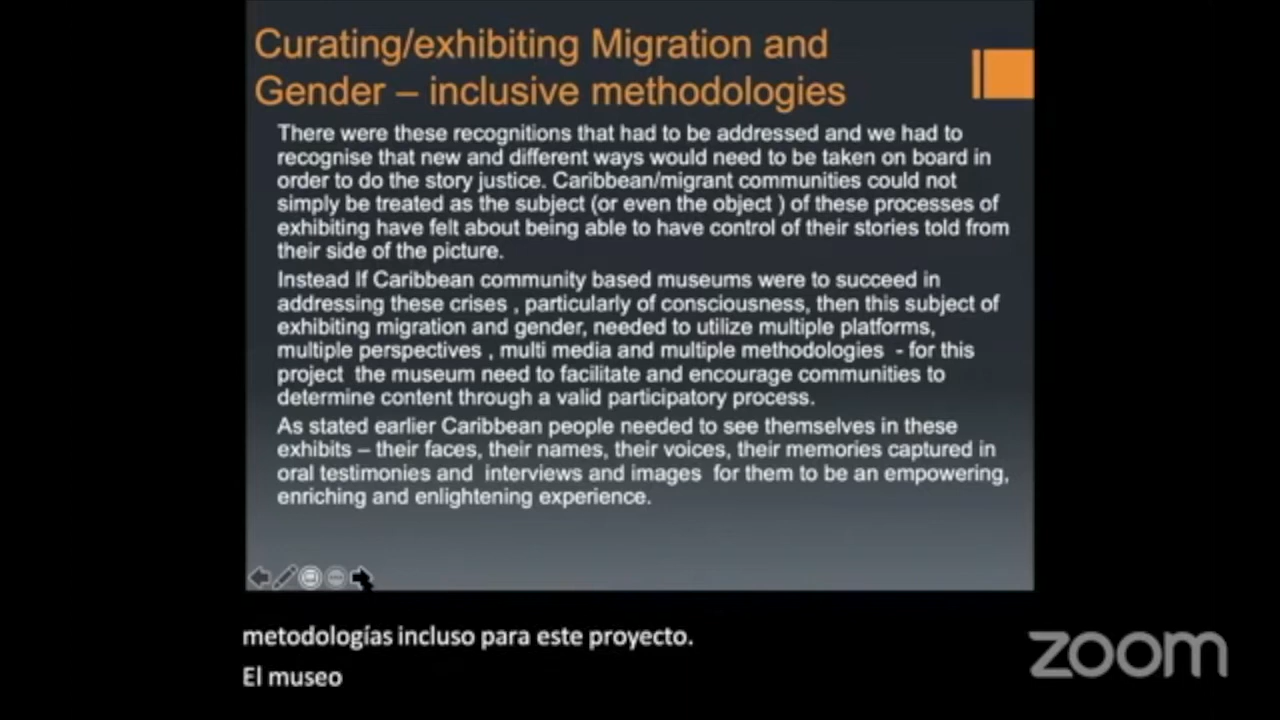 Curating/exhibiting Migration and
Gender – inclusive methodologies
There were these recognitions that had to be addressed and we had to
recognise that new and different ways would need to be taken on board in
order to do the story justice. Caribbean/migrant communities could not
simply be treated as the subject (or even the object ) of these processes of
exhibiting have felt about being able to have control of their stories told from
their side of the picture.
Instead If Caribbean community based museums were to succeed in
addressing these crises , particularly of consciousness, then this subject of
exhibiting migration and gender, needed to utilize multiple platforms,
multiple perspectives , multi media and multiple methodologies - for this
project the museum need to facilitate and encourage communities to
determine content through a valid participatory process.
As stated earlier Caribbean people needed to see themselves in these
exhibits – their faces, their names, their voices, their memories captured in
oral testimonies and interviews and images for them to be an empowering,
enriching and enlightening experience.
metodologías incluso para este proyecto.
El museo
zoom